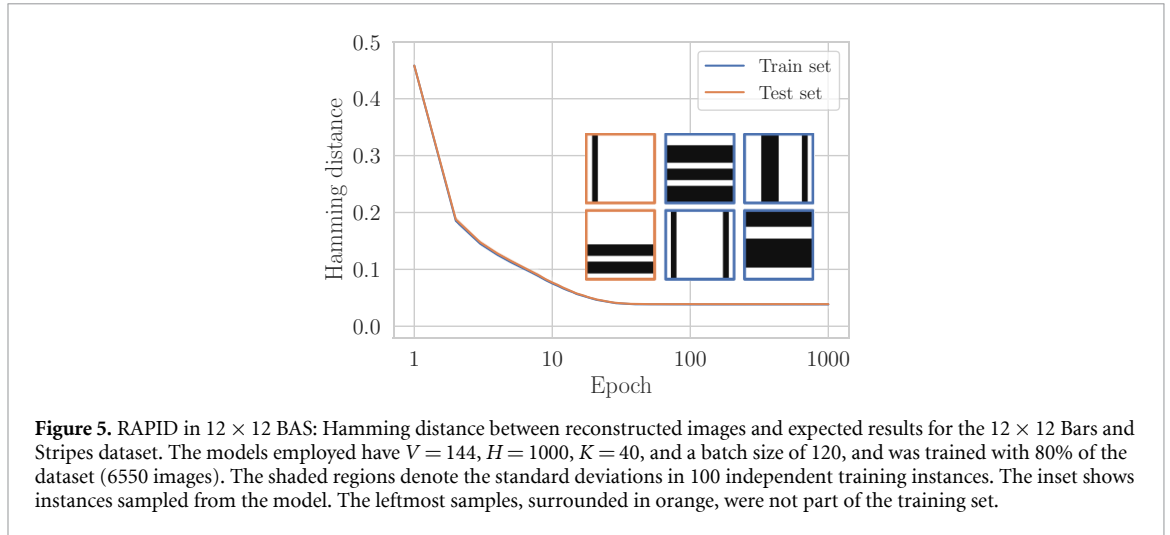 0.5
0.4
0.3
0.2
0.1
0.0
Hamming distance
Train set
Test set
1 10 100 1000
Epoch
Figure 5. RAPID in 12 × 12 BAS: Hamming distance between reconstructed images and expected results for the 12 × 12 Bars and
Stripes dataset. The models employed have V = 144, H = 1000, K = 40, and a batch size of 120, and was trained with 80% of the
dataset (6550 images). The shaded regions denote the standard deviations in 100 independent training instances. The inset shows
instances sampled from the model. The leftmost samples, surrounded in orange, were not part of the training set.